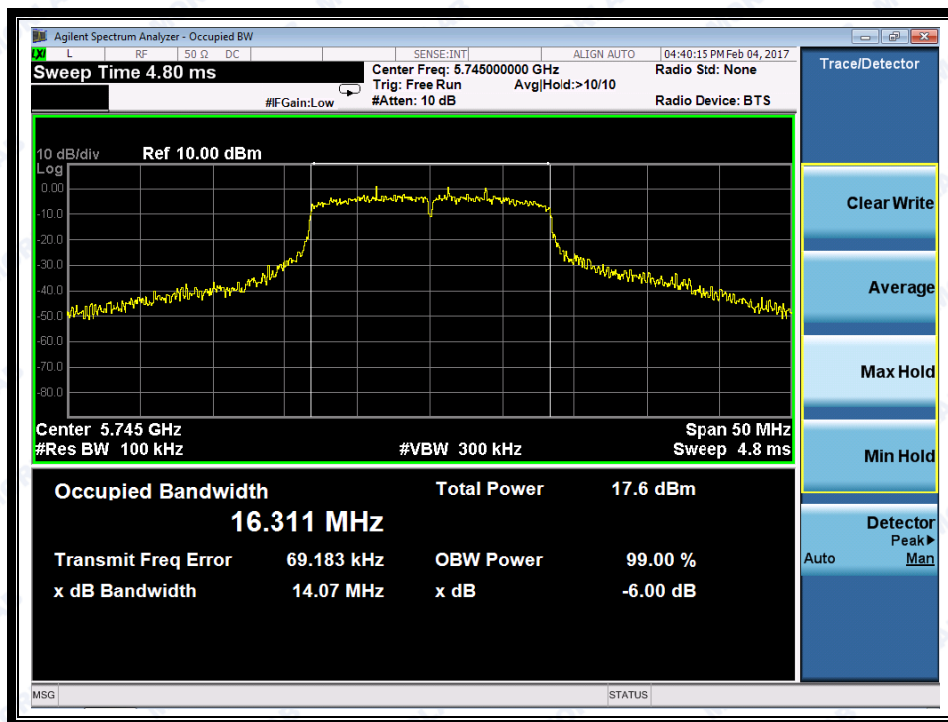 Agilent Spectrum Analyzer - Occupied BW
LXI L RF 50 Ω DC SENSE:INT ALIGN AUTO 04:40:15 PM Feb 04, 2017
Sweep Time 4.80 ms
Center Freq: 5.745000000 GHz
Radio Std: None
Trig: Free Run Avg|Hold:>10/10
#IFGain:Low
#Atten: 10 dB
Radio Device: BTS
10 dB/div Ref 10.00 dBm
Log
0.00
-10.0
-20.0
-30.0
-40.0
-50.0
-60.0
-70.0
-80.0
Center 5.745 GHz
Span 50 MHz
#Res BW 100 kHz
#VBW 300 kHz
Sweep 4.8 ms
Occupied Bandwidth
Total Power 17.6 dBm
16.311 MHz
Transmit Freq Error 69.183 kHz
OBW Power 99.00 %
x dB Bandwidth 14.07 MHz
x dB -6.00 dB
MSG
STATUS
Trace/Detector
Clear Write
Average
Max Hold
Min Hold
Detector
Peak▶
Auto Man